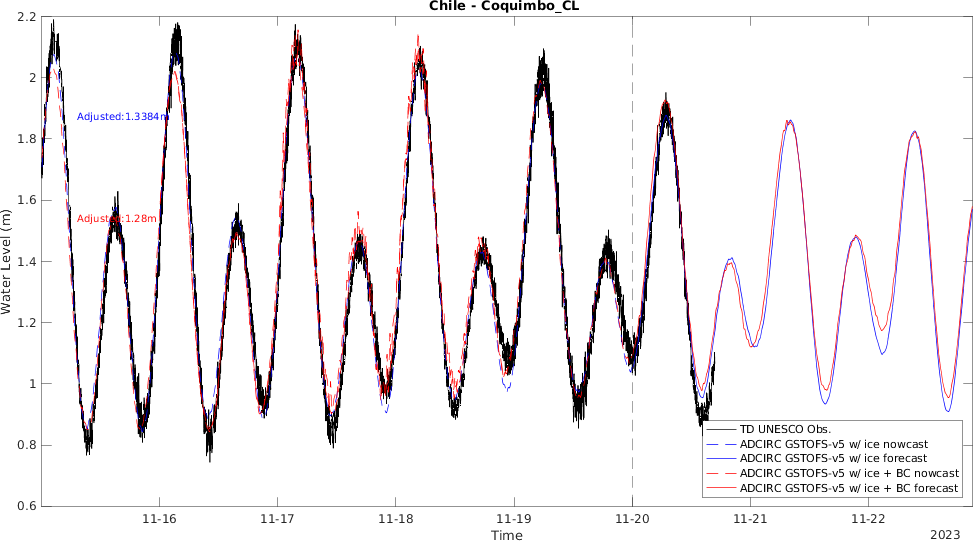 Chile - Coquimbo_CL
2.2
2
1.8
1.6
1.4
1.2
1
0.8
0.6
Water Level (m)
Adjusted:1.3384m
Adjusted:1.28m
TD UNESCO Obs.
ADCIRC GSTOFS-v5 w/ ice nowcast
ADCIRC GSTOFS-v5 w/ ice forecast
ADCIRC GSTOFS-v5 w/ ice + BC nowcast
ADCIRC GSTOFS-v5 w/ ice + BC forecast
11-16
11-17
11-18
11-19
11-20
11-21
11-22
Time
2023